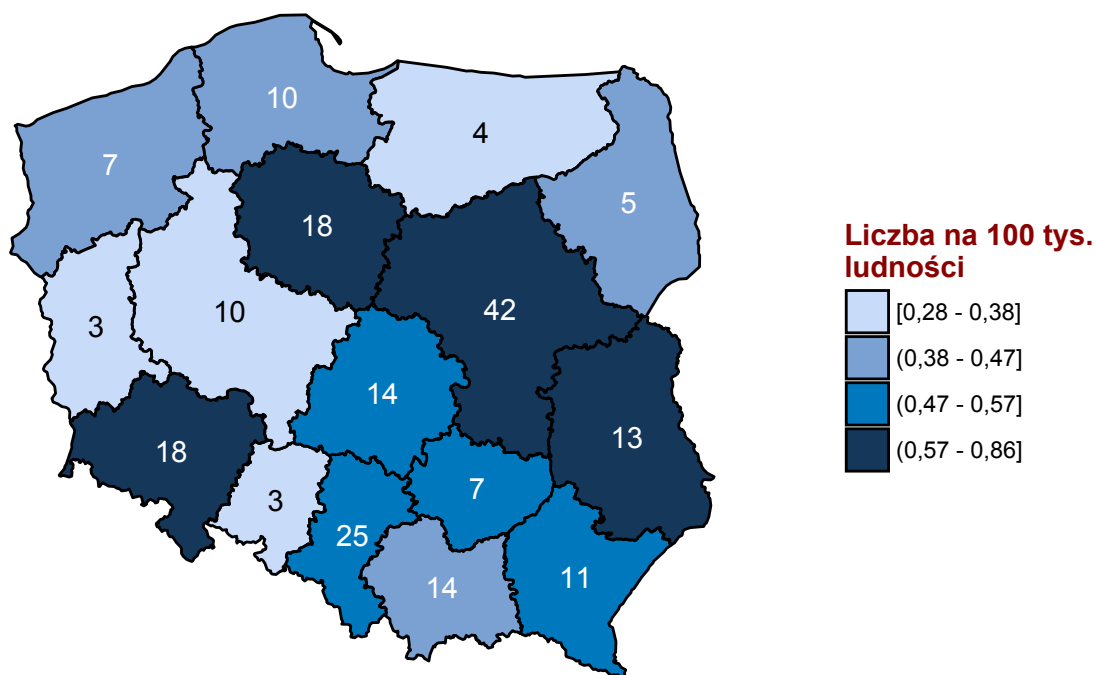 10
4
7
5
18
42
10
3
14
13
18
7
3
25
11
14
Liczba na 100 tys.
ludności
[0,28 - 0,38]
(0,38 - 0,47]
(0,47 - 0,57]
(0,57 - 0,86]